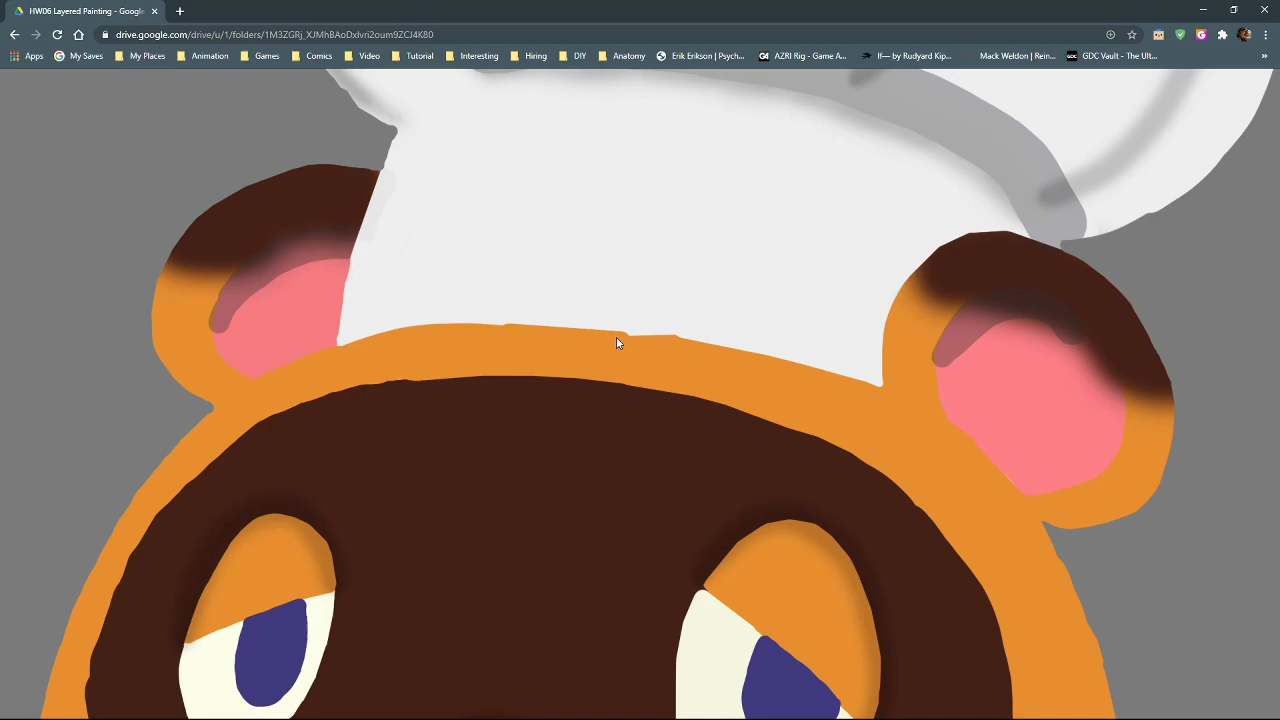 HW06 Layered Painting - Google
drive.google.com/drive/u/1/folders/1M3ZGRj_XJMhBAoDxlvri2oum9ZCJ4K80
Apps My Saves My Places Animation Games Comics Video Tutorial Interesting Hiring DIY Anatomy Erik Erikson | Psych... AZRI Rig - Game A... If— by Rudyard Kip... Mack Weldon | Rein... GDC Vault - The Ult... »